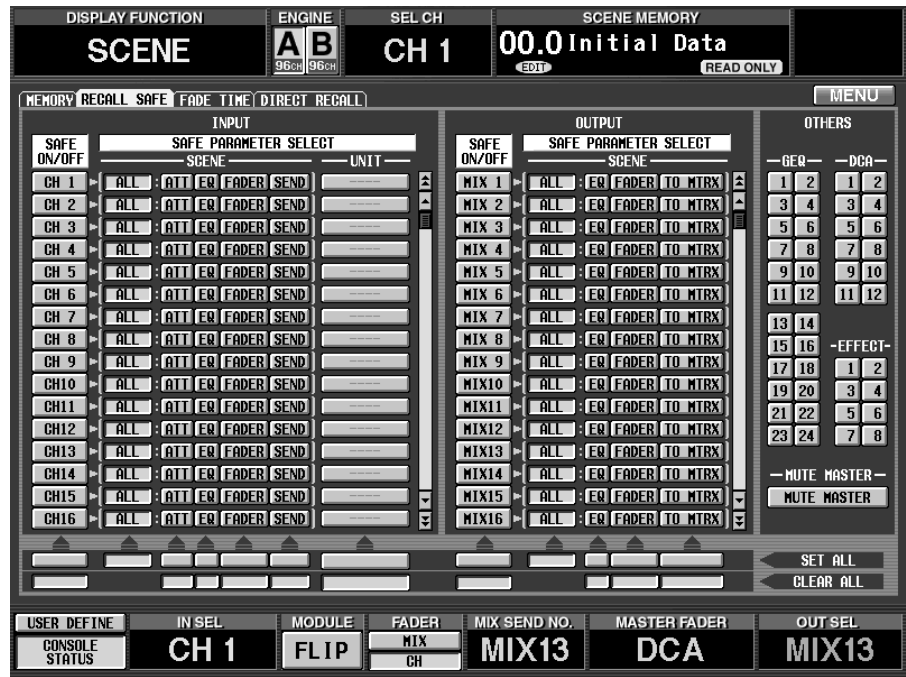 DISPLAY FUNCTION ENGINE SEL CH SCENE MEMORY
SCENE A 96CH B 96CH CH 1 00.0 Initial Data
EDIT READ ONLY
MEMORY RECALL SAFE FADE TIME DIRECT RECALL MENU
INPUT OUTPUT OTHERS
SAFE ON/OFF SAFE PARAMETER SELECT SAFE ON/OFF SAFE PARAMETER SELECT
SCENE UNIT SCENE GEQ DCA
CH 1 ALL : ATT EQ FADER SEND ---- MIX 1 ALL : EQ FADER TO MTRX 1 2 1 2
CH 2 ALL : ATT EQ FADER SEND ---- MIX 2 ALL : EQ FADER TO MTRX 3 4 3 4
CH 3 ALL : ATT EQ FADER SEND ---- MIX 3 ALL : EQ FADER TO MTRX 5 6 5 6
CH 4 ALL : ATT EQ FADER SEND ---- MIX 4 ALL : EQ FADER TO MTRX 7 8 7 8
CH 5 ALL : ATT EQ FADER SEND ---- MIX 5 ALL : EQ FADER TO MTRX 9 10 9 10
CH 6 ALL : ATT EQ FADER SEND ---- MIX 6 ALL : EQ FADER TO MTRX 11 12 11 12
CH 7 ALL : ATT EQ FADER SEND ---- MIX 7 ALL : EQ FADER TO MTRX 13 14
CH 8 ALL : ATT EQ FADER SEND ---- MIX 8 ALL : EQ FADER TO MTRX 15 16 -EFFECT-
CH 9 ALL : ATT EQ FADER SEND ---- MIX 9 ALL : EQ FADER TO MTRX 17 18 1 2
CH10 ALL : ATT EQ FADER SEND ---- MIX10 ALL : EQ FADER TO MTRX 19 20 3 4
CH11 ALL : ATT EQ FADER SEND ---- MIX11 ALL : EQ FADER TO MTRX 21 22 5 6
CH12 ALL : ATT EQ FADER SEND ---- MIX12 ALL : EQ FADER TO MTRX 23 24 7 8
CH13 ALL : ATT EQ FADER SEND ---- MIX13 ALL : EQ FADER TO MTRX
CH14 ALL : ATT EQ FADER SEND ---- MIX14 ALL : EQ FADER TO MTRX MUTE MASTER
CH15 ALL : ATT EQ FADER SEND ---- MIX15 ALL : EQ FADER TO MTRX MUTE MASTER
CH16 ALL : ATT EQ FADER SEND ---- MIX16 ALL : EQ FADER TO MTRX
SET ALL
CLEAR ALL
USER DEFINE IN SEL MODULE FADER MIX SEND NO. MASTER FADER OUT SEL
CONSOLE STATUS CH 1 FLIP MIX CH MIX13 DCA MIX13